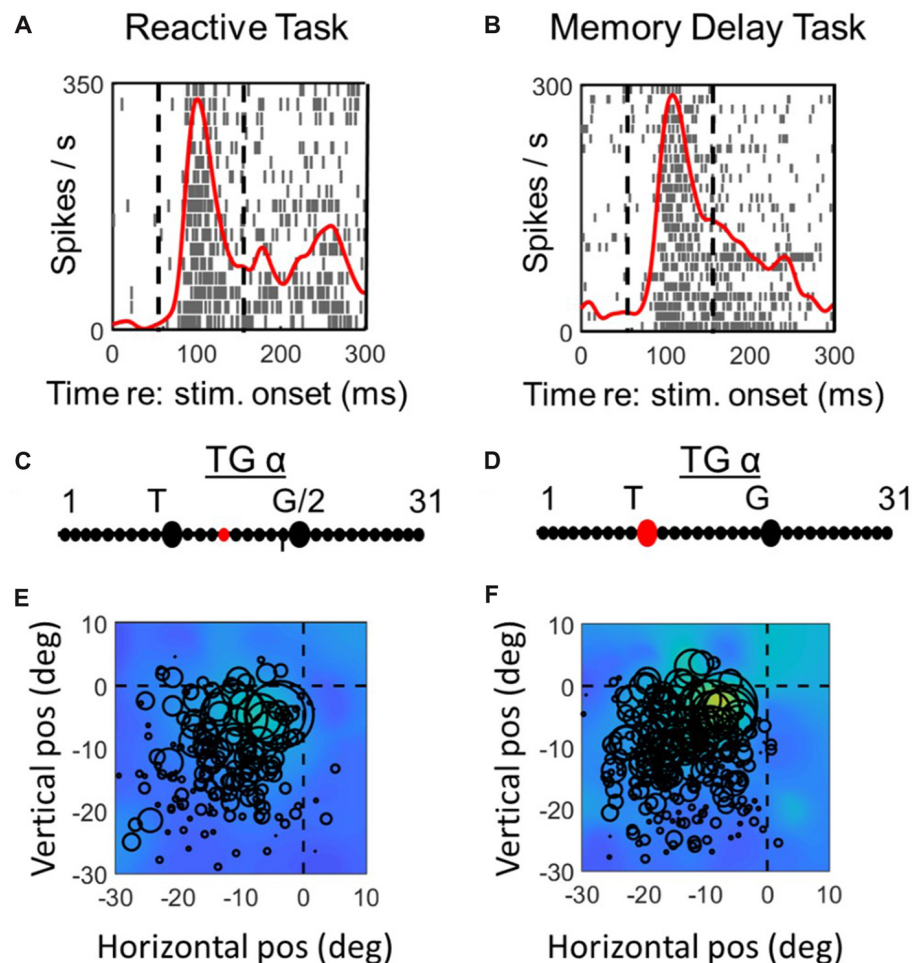 A Reactive Task
B Memory Delay Task
350
Spikes / s
0
0 100 200 300
Time re: stim. onset (ms)
300
Spikes / s
0
0 100 200 300
Time re: stim. onset (ms)
C TG α
1 T G/2 31
D TG α
1 T G 31
E
10
0
-10
-20
-30
Vertical pos (deg)
-30 -20 -10 0 10
Horizontal pos (deg)
F
10
0
-10
-20
-30
Vertical pos (deg)
-30 -20 -10 0 10
Horizontal pos (deg)